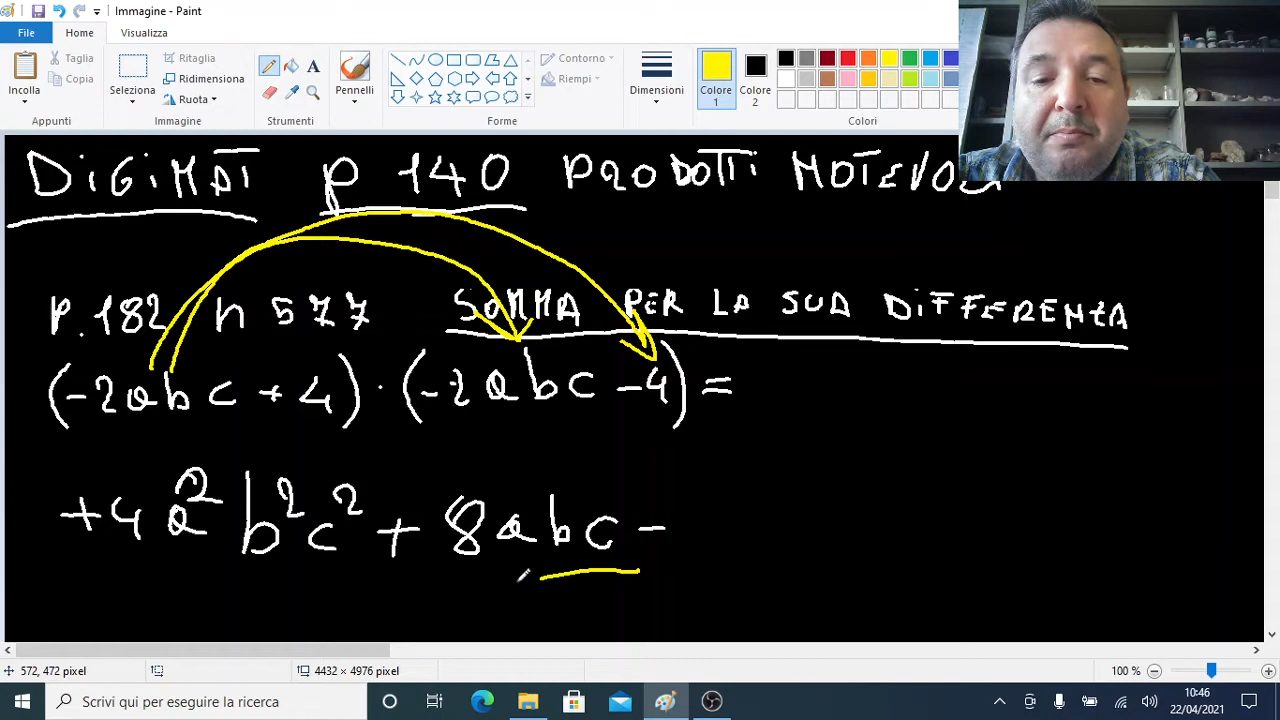 Immagine - Paint
File Home Visualizza
Incolla Taglia Copia Seleziona Ritaglia Ridimensiona Ruota A Pennelli Contorno Riempi Dimensioni Colore 1 Colore 2
Appunti Immagine Strumenti Forme Colori
DiGiMAT p 140 PRODOTTI NOTEVOLI
P. 182 n 577 SOMMA PER LA SUA DIFFERENZA
(-2abc + 4) · (-2abc - 4) =
+4a²b²c² + 8abc -
572, 472 pixel 4432 × 4976 pixel 100 %
Scrivi qui per eseguire la ricerca 10:46
22/04/2021